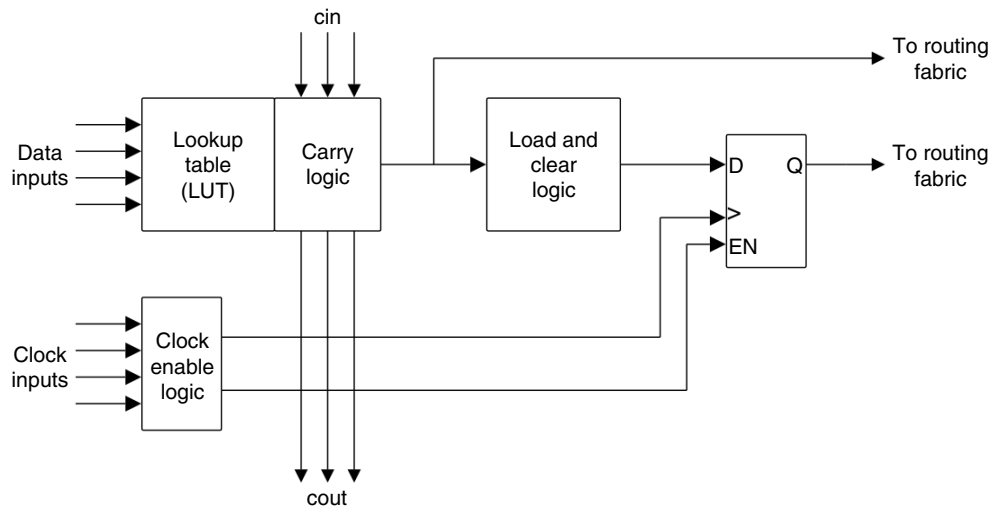 cin
To routing
fabric
Data
inputs
Lookup
table
(LUT)
Carry
logic
Load and
clear
logic
D
Q
>
EN
To routing
fabric
Clock
inputs
Clock
enable
logic
cout